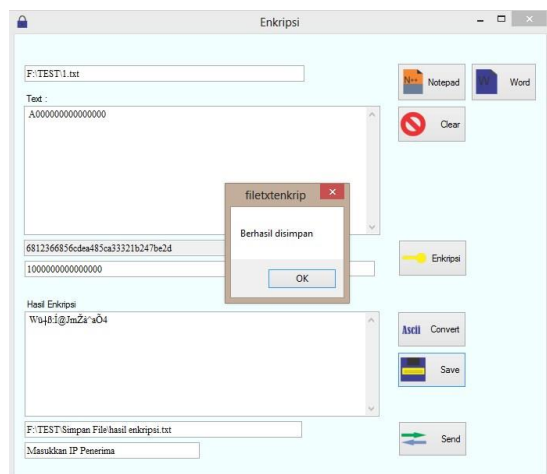 Enkripsi
F:\TEST\1.txt
Notepad
Word
Text :
A000000000000000
Clear
filetxtenkrip
Berhasil disimpan
OK
6812366856cdea485ca33321b247be2d
1000000000000000
Enkripsi
Hasil Enkripsi
Ascii Convert
Save
F:\TEST\Simpan File\hasil enkripsi.txt
Masukkan IP Penerima
Send